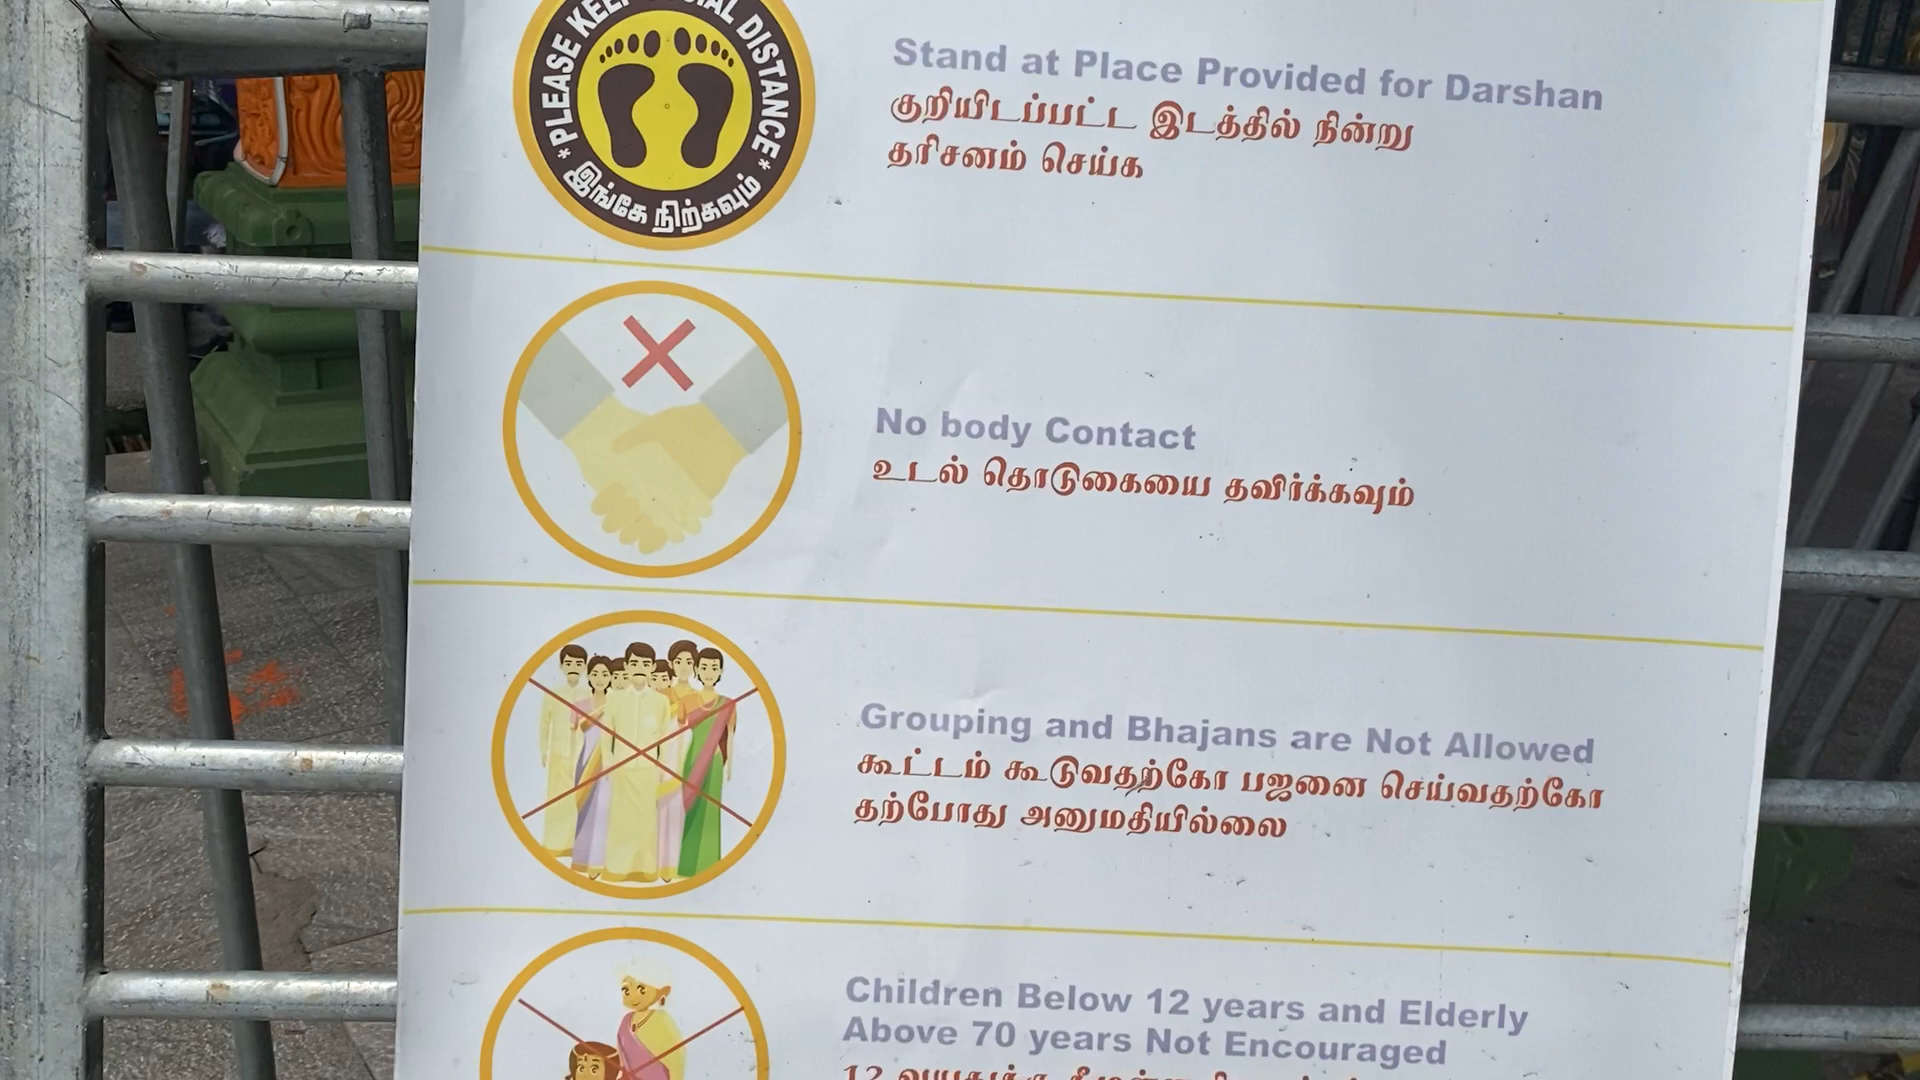 PLEASE KEEP SOCIAL DISTANCE
இங்கே நிற்கவும்
Stand at Place Provided for Darshan
குறியிடப்பட்ட இடத்தில் நின்று
தரிசனம் செய்க
No body Contact
உடல் தொடுகையை தவிர்க்கவும்
Grouping and Bhajans are Not Allowed
கூட்டம் கூடுவதற்கோ பஜனை செய்வதற்கோ
தற்போது அனுமதியில்லை
Children Below 12 years and Elderly
Above 70 years Not Encouraged
12